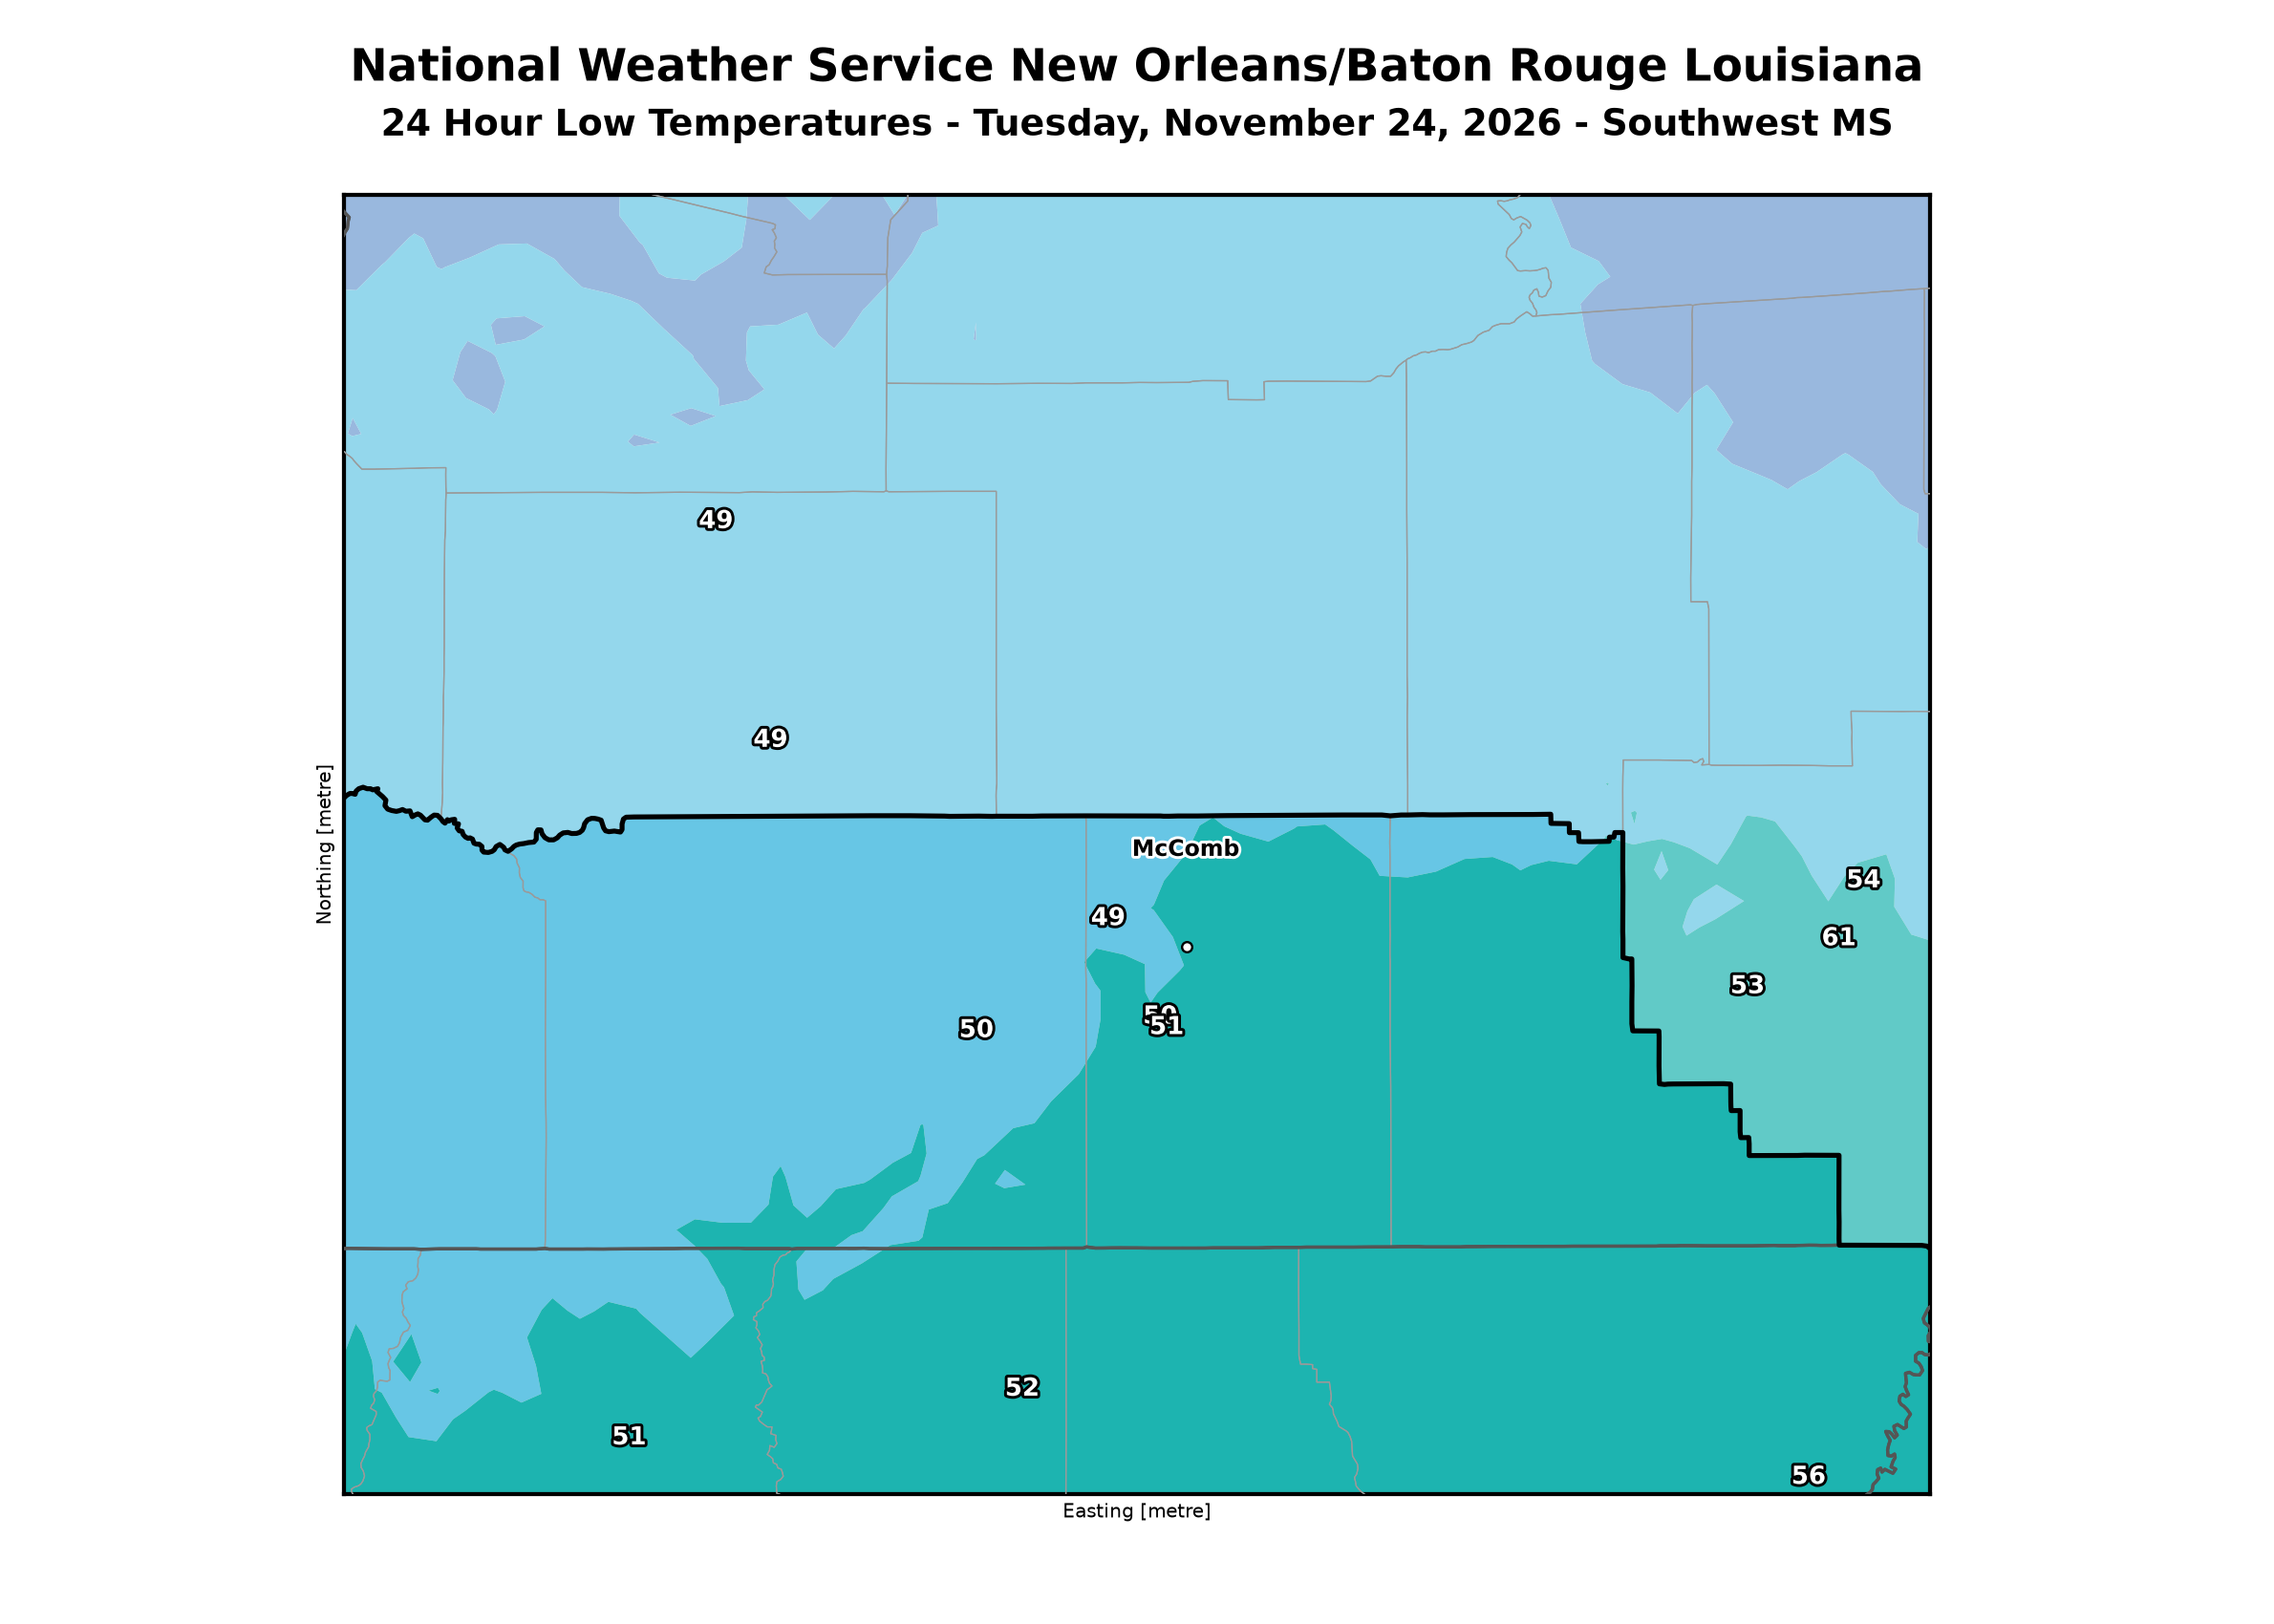 National Weather Service New Orleans/Baton Rouge Louisiana
24 Hour Low Temperatures - Tuesday, November 24, 2026 - Southwest MS
49
49
McComb
54
49
61
53
50
50
51
52
51
56
Northing [metre]
Easting [metre]